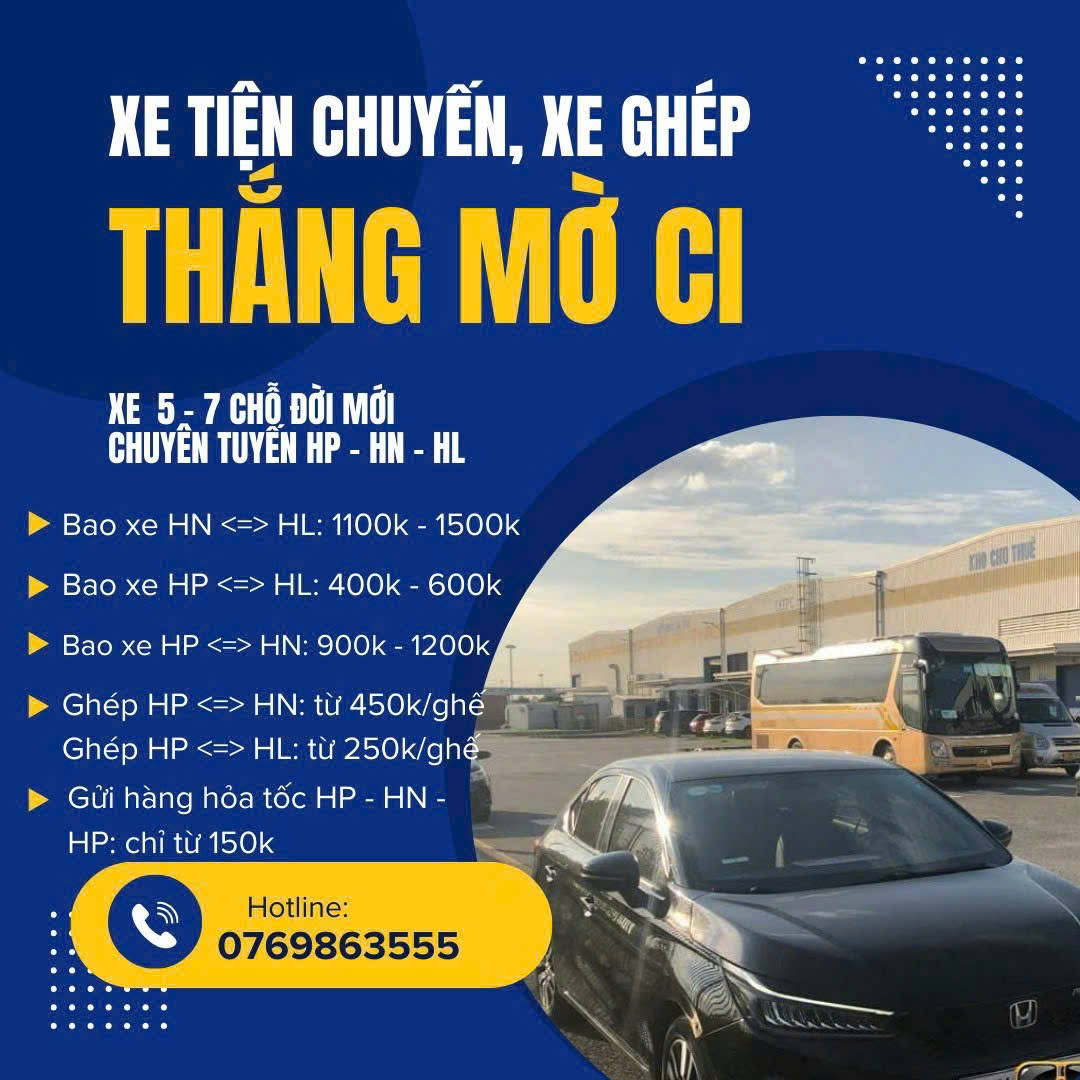 XE TIỆN CHUYẾN, XE GHÉP
THẮNG MỜ CI
XE 5 - 7 CHỖ ĐỜI MỚI
CHUYÊN TUYẾN HP - HN - HL
Bao xe HN <=> HL: 1100k - 1500k
Bao xe HP <=> HL: 400k - 600k
Bao xe HP <=> HN: 900k - 1200k
Ghép HP <=> HN: từ 450k/ghế
Ghép HP <=> HL: từ 250k/ghế
Gửi hàng hỏa tốc HP - HN -
HP: chỉ từ 150k
Hotline:
0769863555
KHO CHO THUÊ